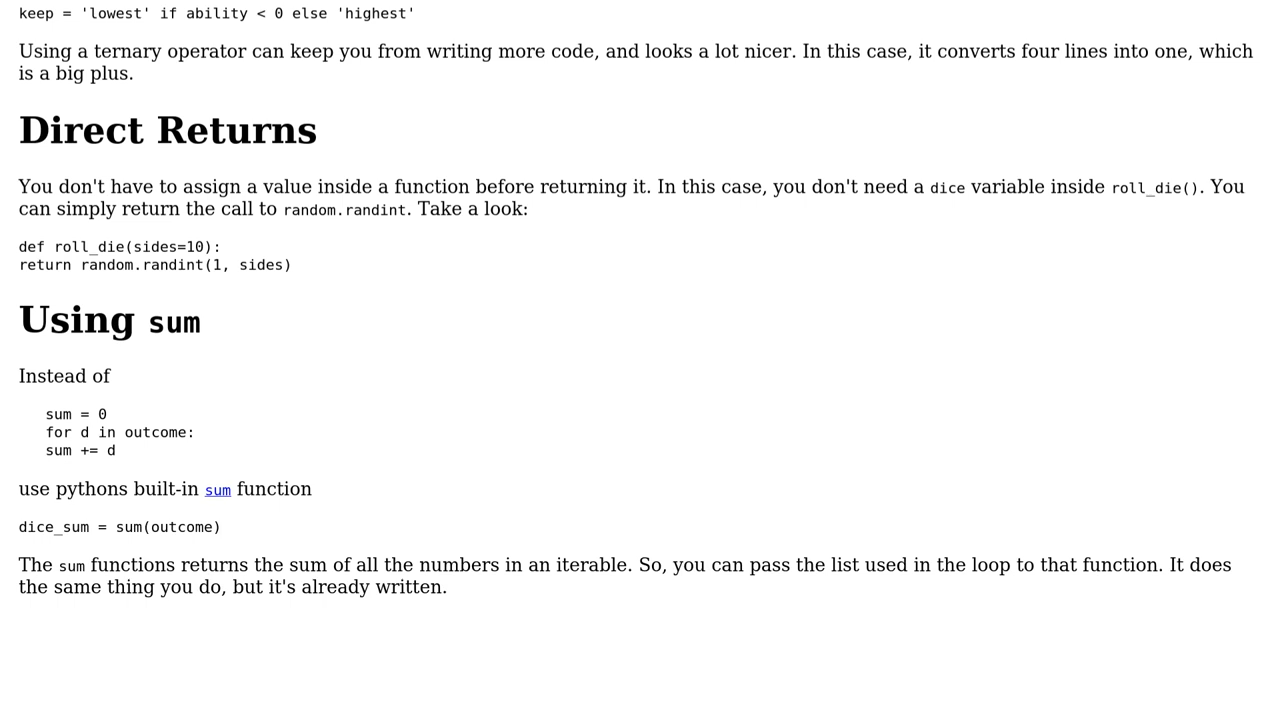 keep = 'lowest' if ability < 0 else 'highest'
Using a ternary operator can keep you from writing more code, and looks a lot nicer. In this case, it converts four lines into one, which
is a big plus.
Direct Returns
You don't have to assign a value inside a function before returning it. In this case, you don't need a dice variable inside roll_die(). You
can simply return the call to random.randint. Take a look:
def roll_die(sides=10):
return random.randint(1, sides)
Using sum
Instead of
sum = 0
for d in outcome:
sum += d
use pythons built-in sum function
dice_sum = sum(outcome)
The sum functions returns the sum of all the numbers in an iterable. So, you can pass the list used in the loop to that function. It does
the same thing you do, but it's already written.